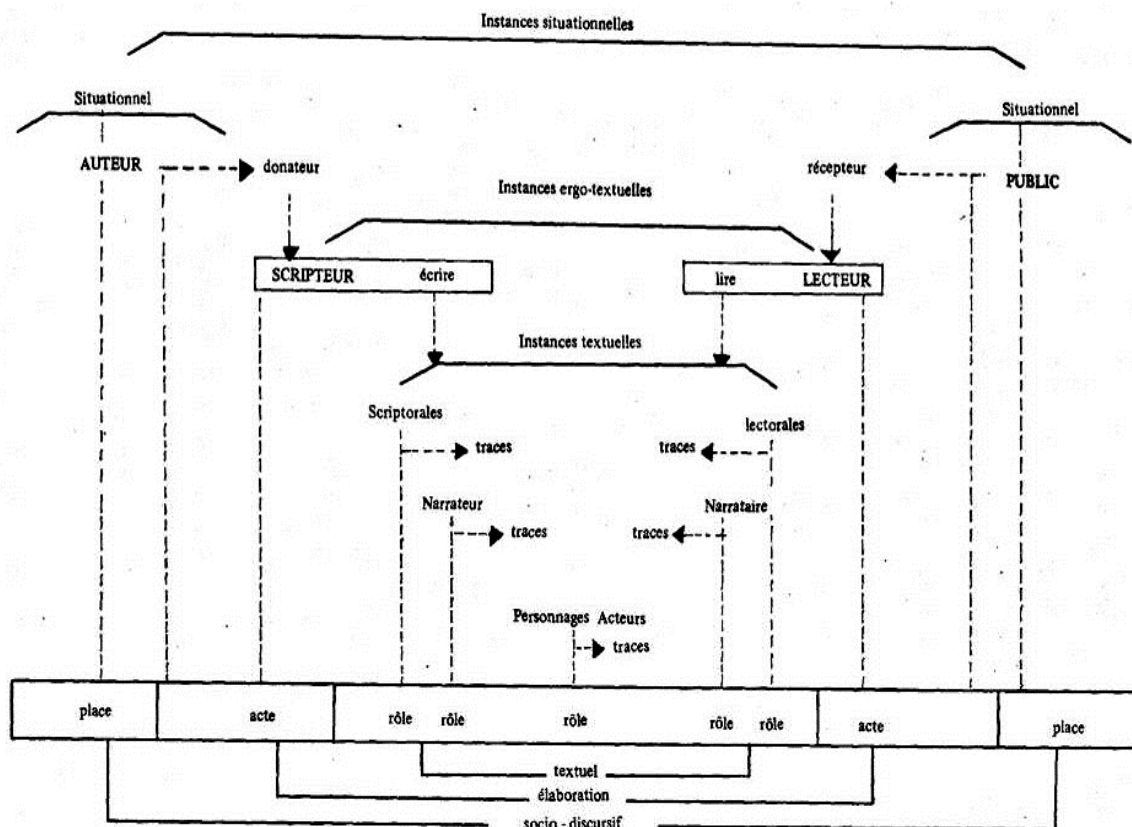 Instances situationnelles
Situationnel
Situationnel
AUTEUR donateur récepteur PUBLIC
Instances ergo-textuelles
SCRIPTEUR écrire lire LECTEUR
Instances textuelles
Scriptorales lectorales
traces traces
Narrateur Narrataire
traces traces
Personnages Acteurs
traces
place acte rôle rôle rôle rôle rôle acte place
textuel
élaboration
socio - discursif